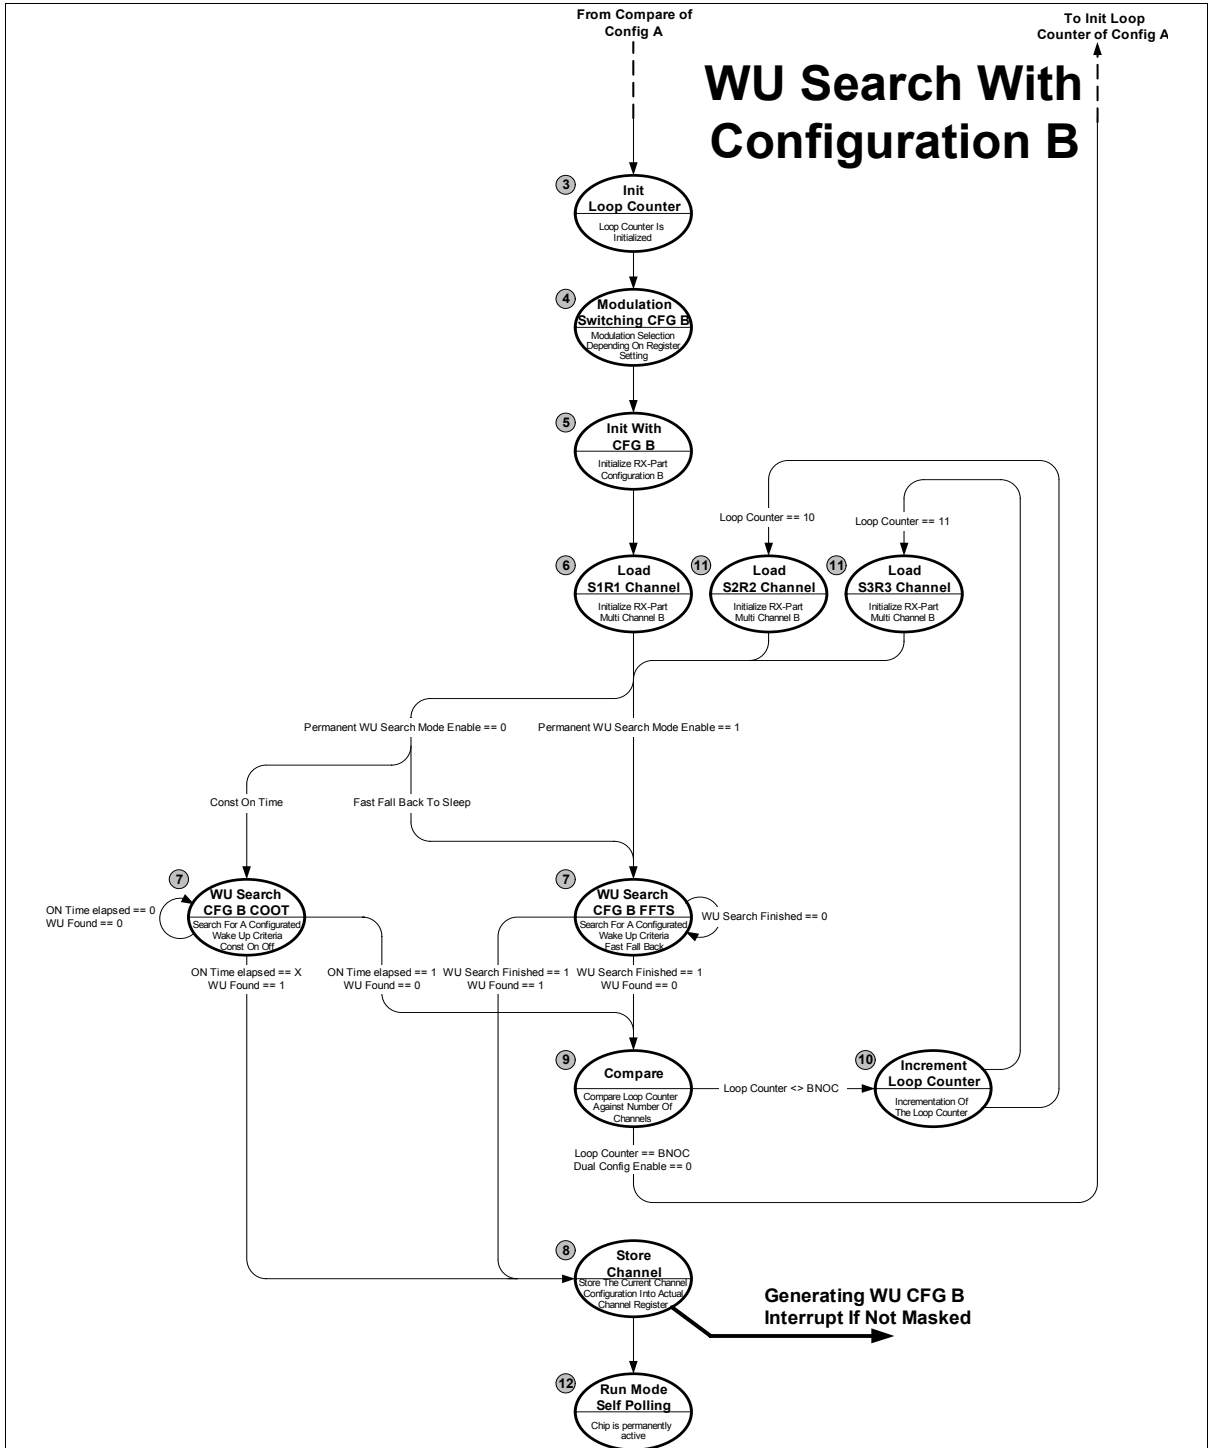 From Compare of
Config A
To Init Loop
Counter of Config A
WU Search With
Configuration B
3
Init
Loop Counter
Loop Counter Is
Initialized
4
Modulation
Switching CFG B
Modulation Selection
Depending On Register
Setting
5
Init With
CFG B
Initialize RX-Part
Configuration B
Loop Counter == 10
Loop Counter == 11
6
Load
S1R1 Channel
Initialize RX-Part
Multi Channel B
11
Load
S2R2 Channel
Initialize RX-Part
Multi Channel B
11
Load
S3R3 Channel
Initialize RX-Part
Multi Channel B
Permanent WU Search Mode Enable == 0
Permanent WU Search Mode Enable == 1
Const On Time
Fast Fall Back To Sleep
7
WU Search
CFG B COOT
Search For A Configurated
Wake Up Criteria
Const On Off
ON Time elapsed == 0
WU Found == 0
7
WU Search
CFG B FFTS
Search For A Configurated
Wake Up Criteria
Fast Fall Back
WU Search Finished == 0
ON Time elapsed == X
WU Found == 1
ON Time elapsed == 1
WU Found == 0
WU Search Finished == 1
WU Found == 1
WU Search Finished == 1
WU Found == 0
9
Compare
Compare Loop Counter
Against Number Of
Channels
Loop Counter <> BNOC
10
Increment
Loop Counter
Incrementation Of
The Loop Counter
Loop Counter == BNOC
Dual Config Enable == 0
8
Store
Channel
Store The Current Channel
Configuration Into Actual
Channel Register
Generating WU CFG B
Interrupt If Not Masked
12
Run Mode
Self Polling
Chip is permanently
active